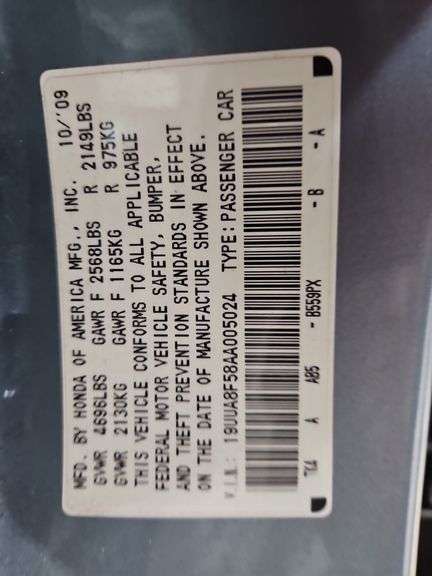 MFD. BY HONDA OF AMERICA MFG., INC. 10/'09
GVWR 4696LBS GAWR F 2568LBS R 2149LBS
GVWR 2130KG GAWR F 1165KG R 975KG
THIS VEHICLE CONFORMS TO ALL APPLICABLE
FEDERAL MOTOR VEHICLE SAFETY, BUMPER,
AND THEFT PREVENTION STANDARDS IN EFFECT
ON THE DATE OF MANUFACTURE SHOWN ABOVE.
V.I.N.: 19UUA8F58AA005024 TYPE:PASSENGER CAR
TK4 A AB5 -B559PX -B -A